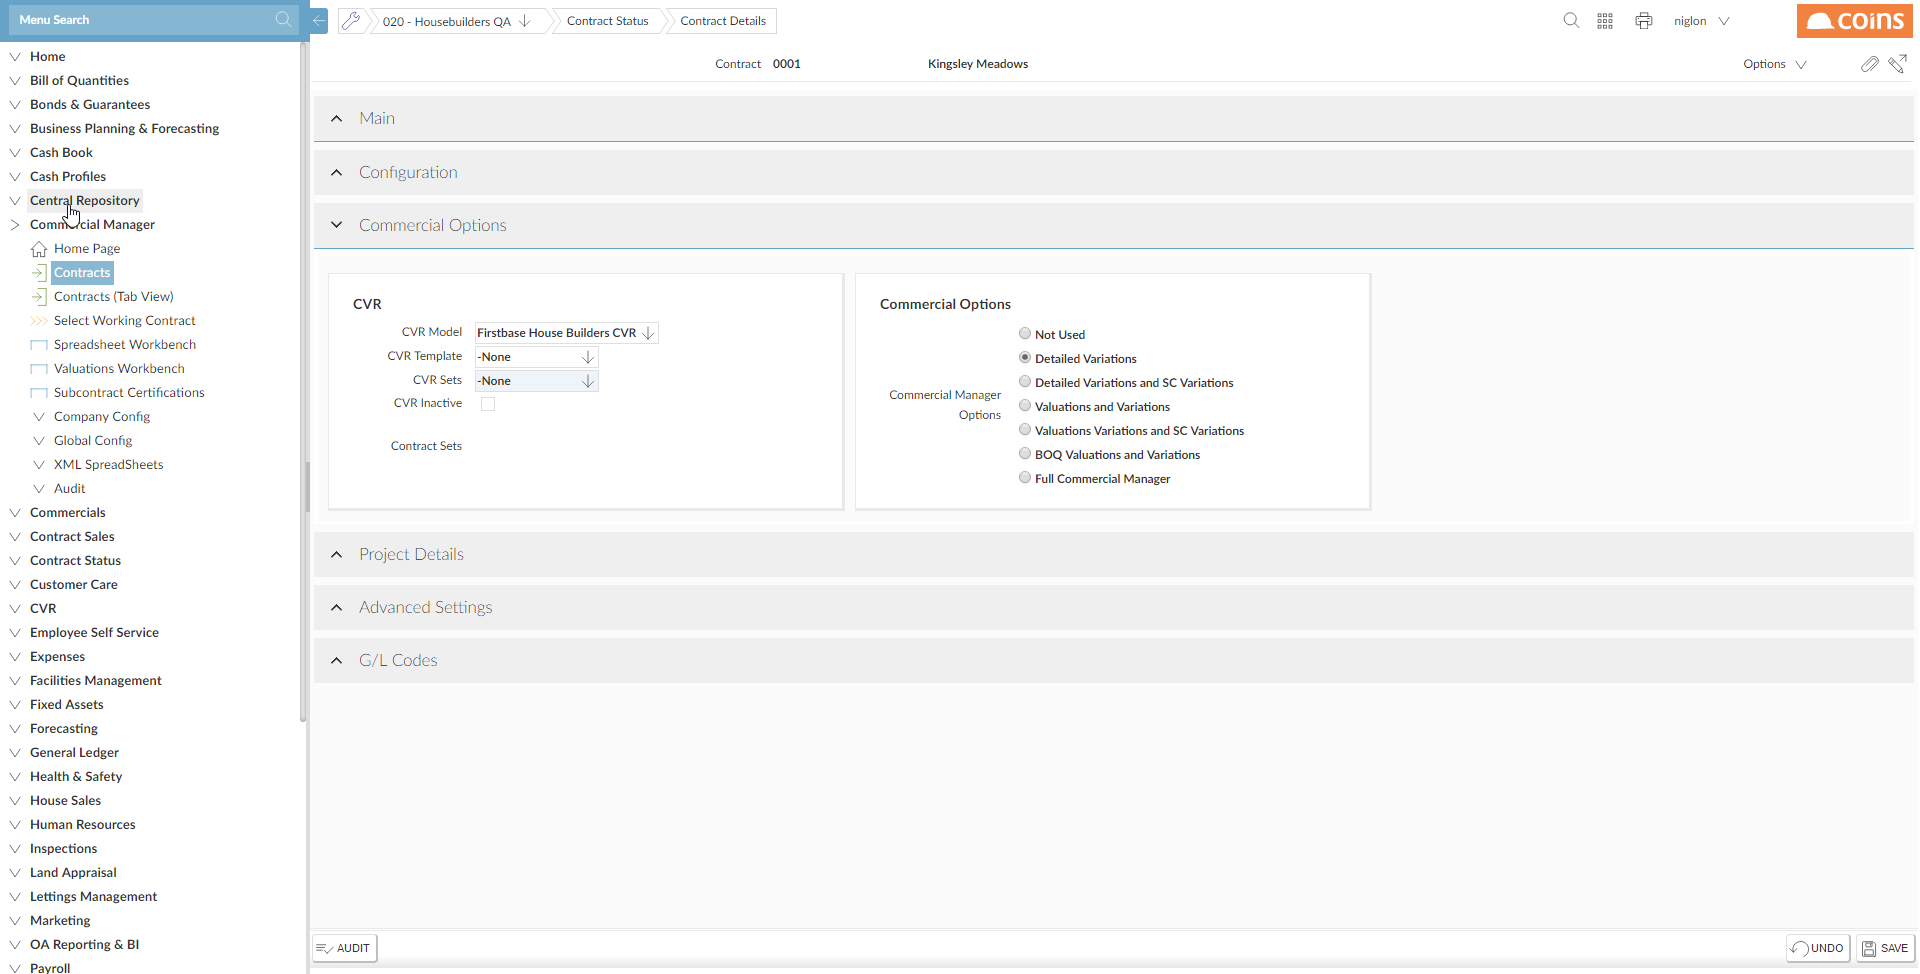 Menu Search
020 - Housebuilders QA
Contract Status
Contract Details
niglon
coins
Contract 0001
Kingsley Meadows
Options
Home
Bill of Quantities
Bonds & Guarantees
Business Planning & Forecasting
Cash Book
Cash Profiles
Central Repository
Commercial Manager
Home Page
Contracts
Contracts (Tab View)
Select Working Contract
Spreadsheet Workbench
Valuations Workbench
Subcontract Certifications
Company Config
Global Config
XML SpreadSheets
Audit
Commercials
Contract Sales
Contract Status
Customer Care
CVR
Employee Self Service
Expenses
Facilities Management
Fixed Assets
Forecasting
General Ledger
Health & Safety
House Sales
Human Resources
Inspections
Land Appraisal
Lettings Management
Marketing
OA Reporting & BI
Payroll
Main
Configuration
Commercial Options
CVR
CVR Model Firstbase House Builders CVR
CVR Template -None
CVR Sets -None
CVR Inactive
Contract Sets
Commercial Options
Commercial Manager
Options
Not Used
Detailed Variations
Detailed Variations and SC Variations
Valuations and Variations
Valuations Variations and SC Variations
BOQ Valuations and Variations
Full Commercial Manager
Project Details
Advanced Settings
G/L Codes
AUDIT
UNDO
SAVE